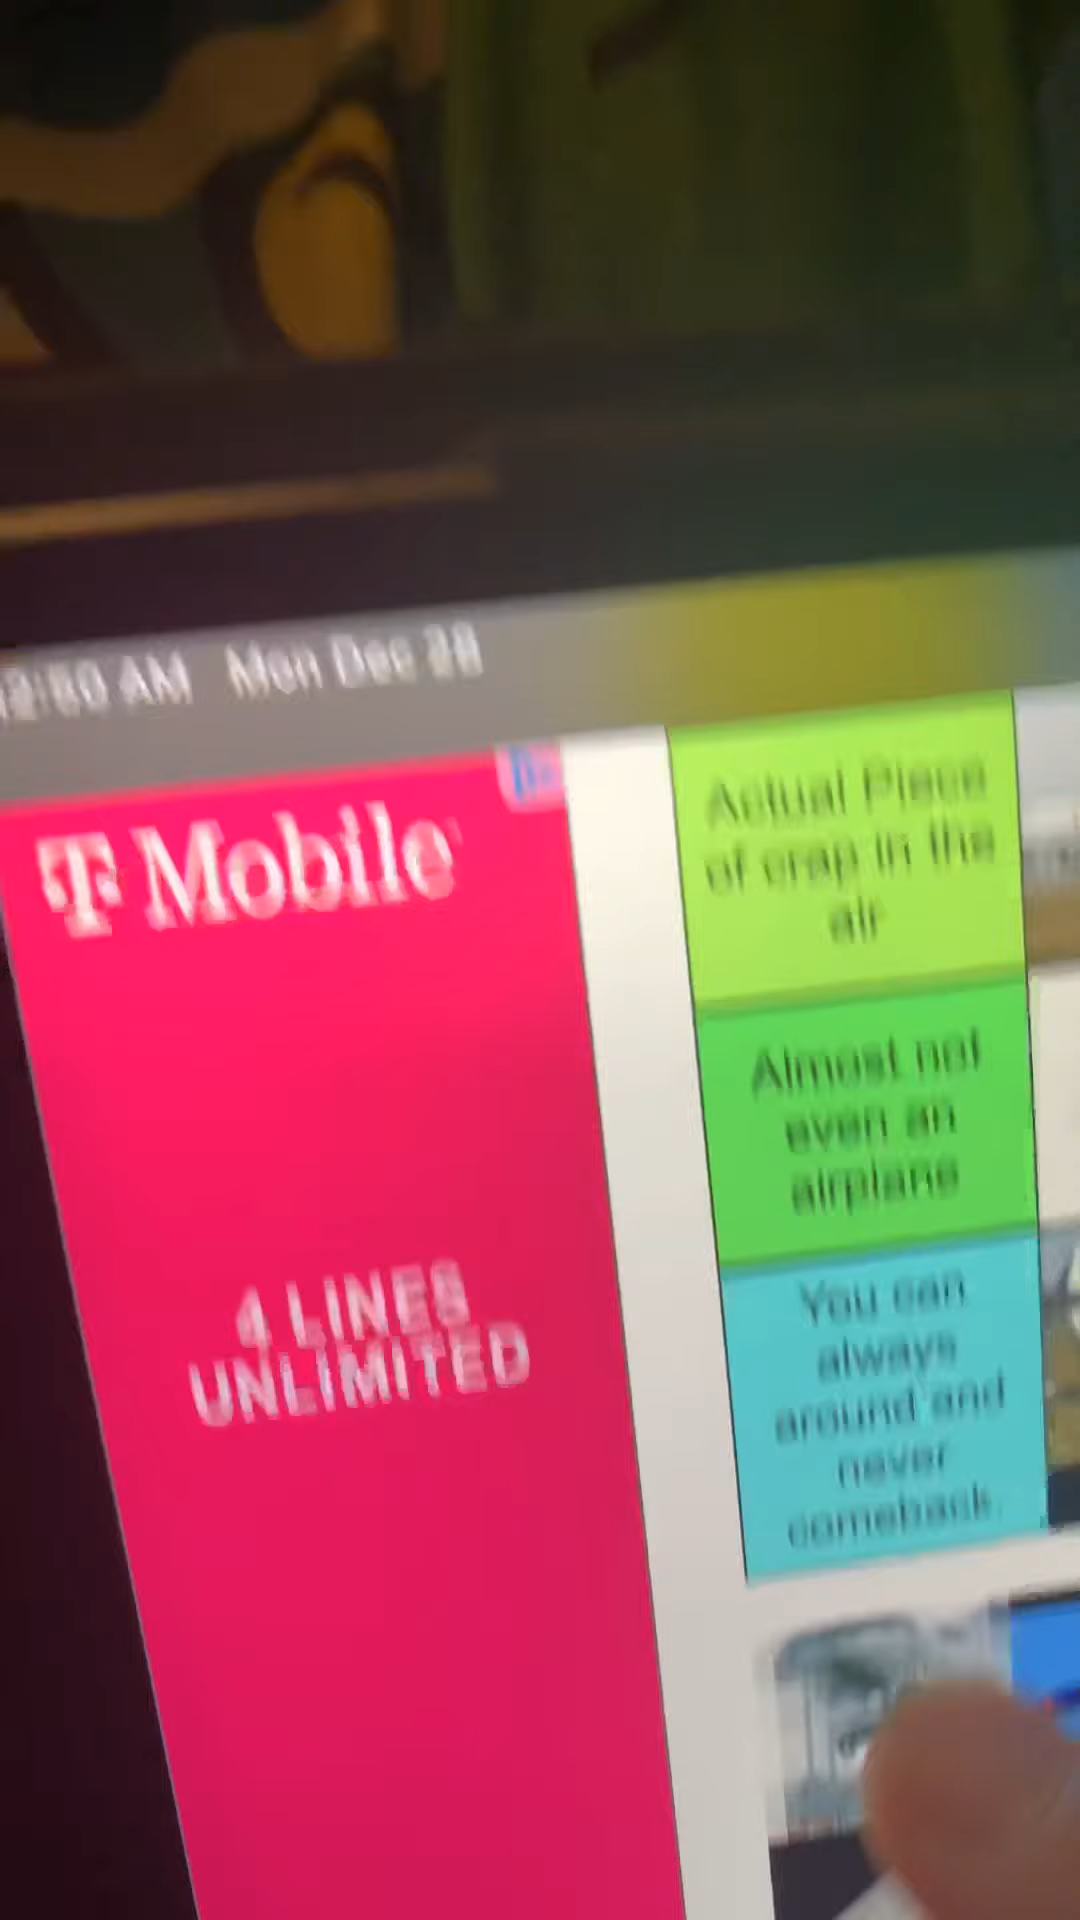 AM Mon Dec 28
T Mobile
4 LINES
UNLIMITED
Actual Piece
of crap in the
air
Almost not
even an
airplane
You can
always
around and
never
comeback.